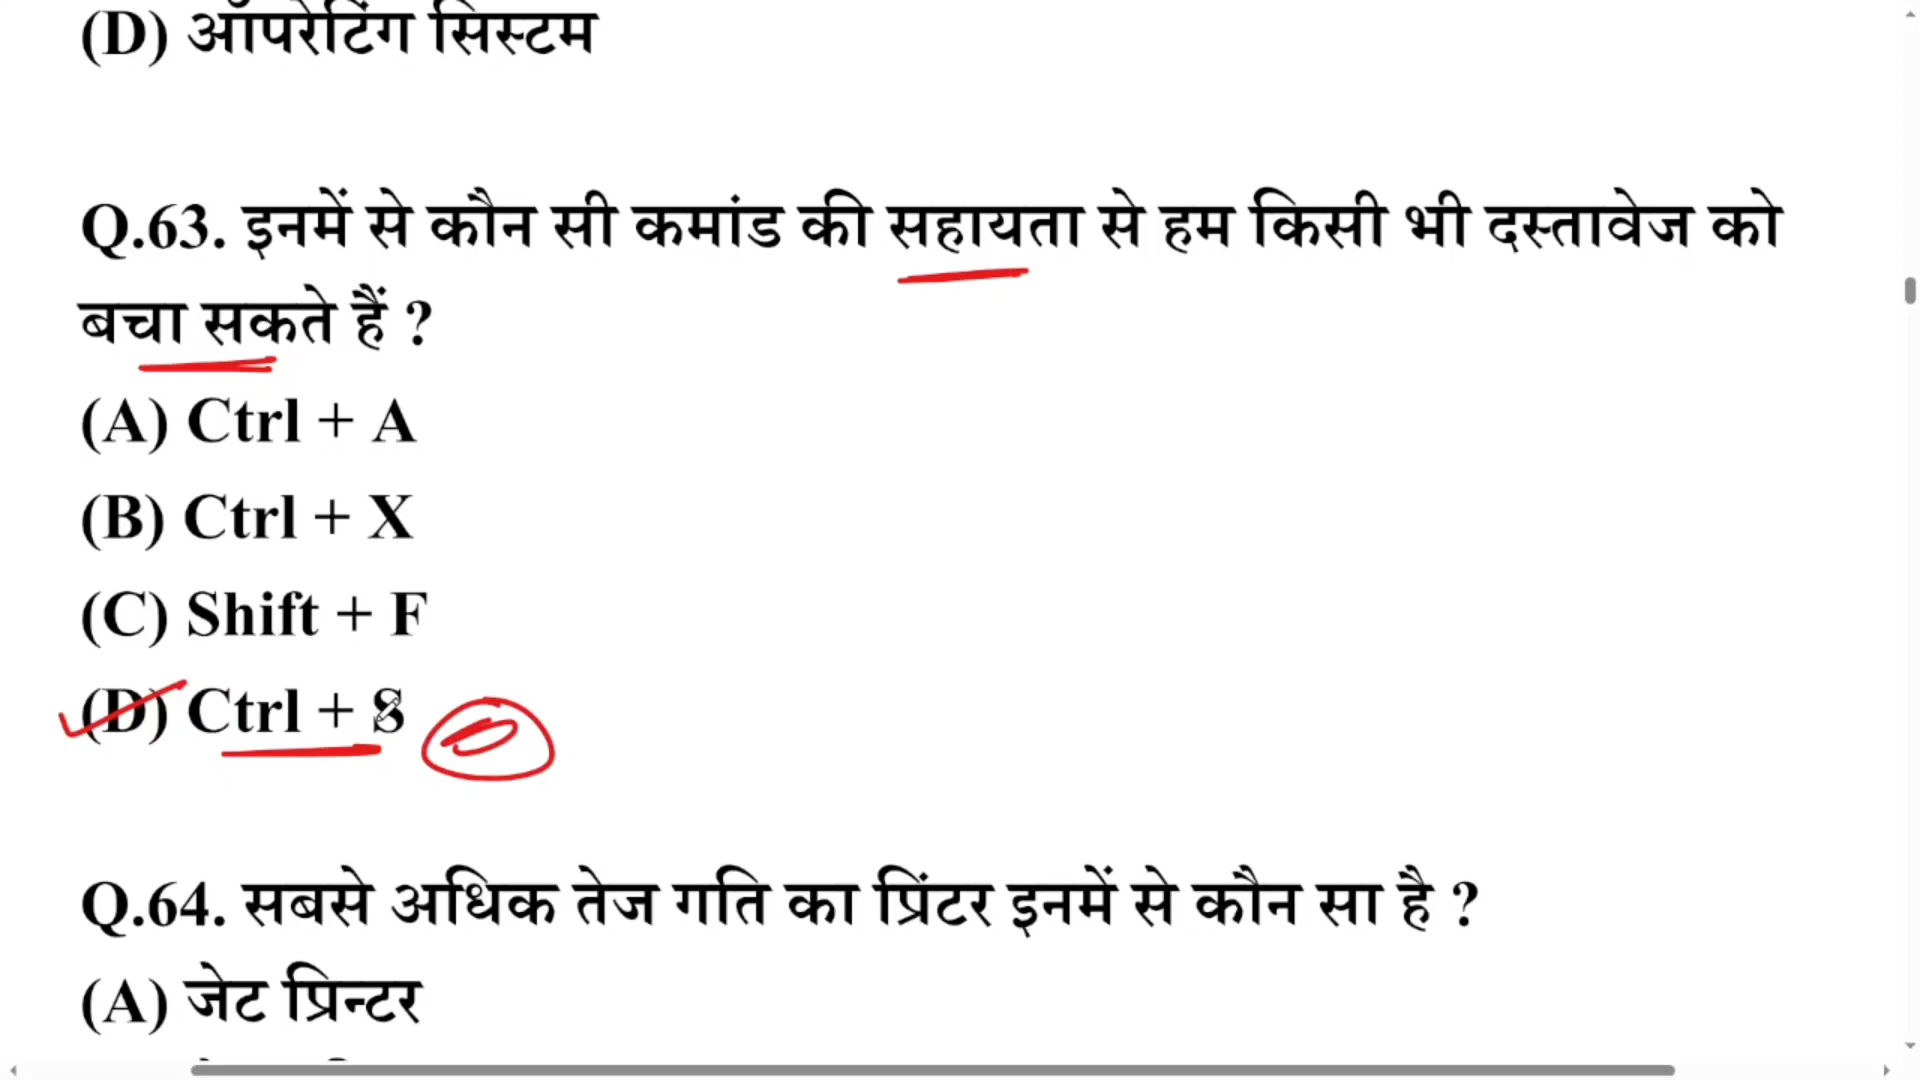 (D) ऑपरेटिंग सिस्टम
Q.63. इनमें से कौन सी कमांड की सहायता से हम किसी भी दस्तावेज को
बचा सकते हैं ?
(A) Ctrl + A
(B) Ctrl + X
(C) Shift + F
(D) Ctrl + S
Q.64. सबसे अधिक तेज गति का प्रिंटर इनमें से कौन सा है ?
(A) जेट प्रिन्टर